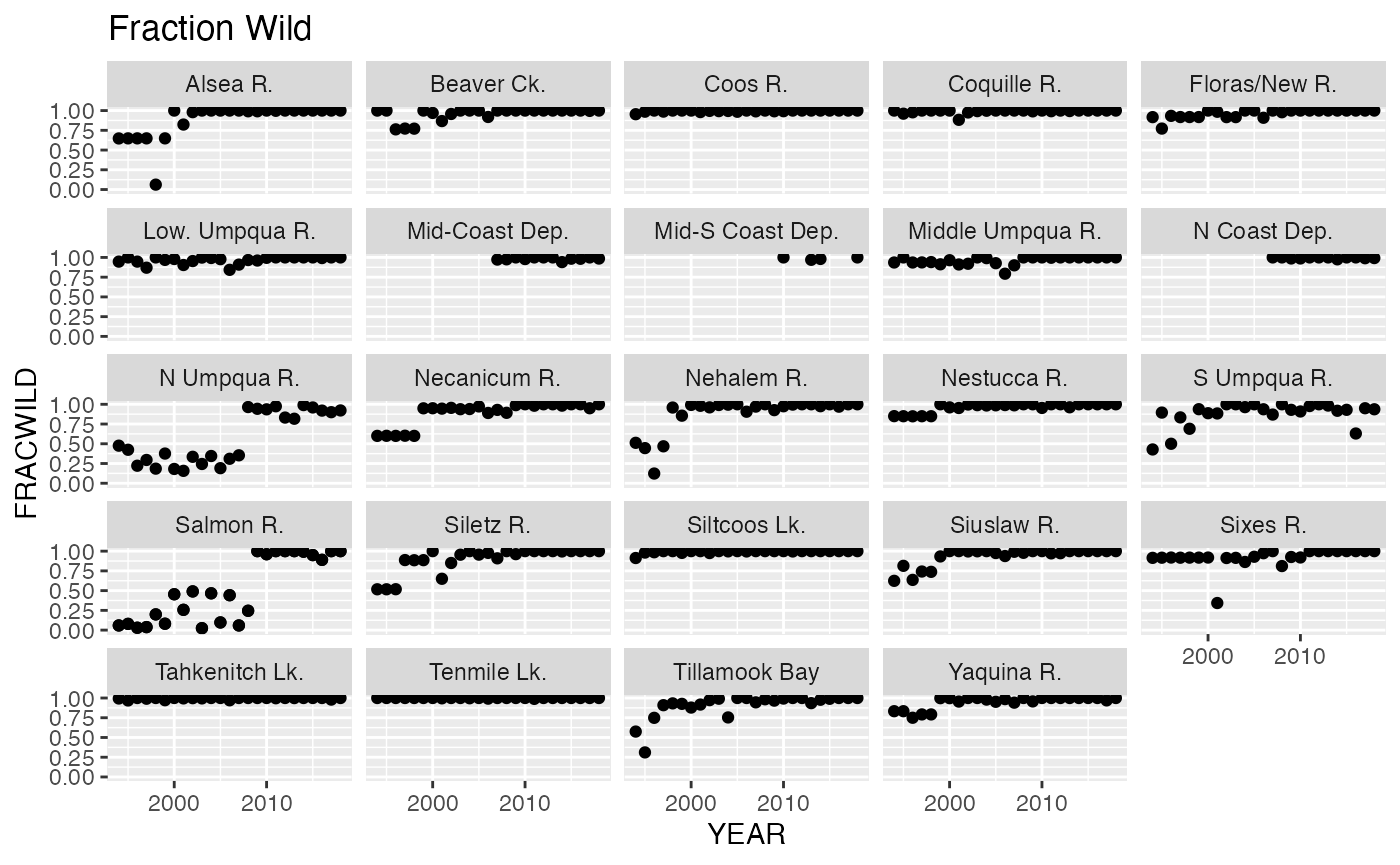 Fraction Wild
Alsea R. Beaver Ck. Coos R. Coquille R. Floras/New R.
1.00
0.75
0.50
0.25
0.00
Low. Umpqua R. Mid-Coast Dep. Mid-S Coast Dep. Middle Umpqua R. N Coast Dep.
1.00
0.75
0.50
0.25
0.00
N Umpqua R. Necanicum R. Nehalem R. Nestucca R. S Umpqua R.
1.00
0.75
0.50
0.25
0.00
FRACWILD
Salmon R. Siletz R. Siltcoos Lk. Siuslaw R. Sixes R.
1.00
0.75
0.50
0.25
0.00
2000 2010
Tahkenitch Lk. Tenmile Lk. Tillamook Bay Yaquina R.
1.00
0.75
0.50
0.25
0.00
2000 2010 2000 2010 2000 2010 2000 2010
YEAR